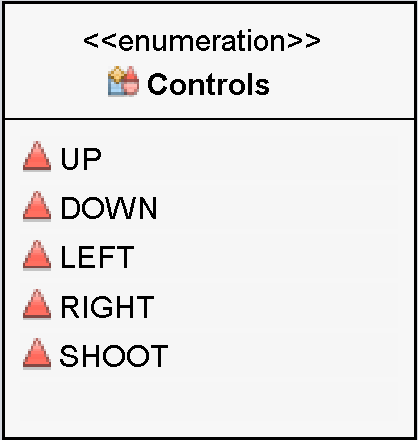 <<enumeration>>
Controls
UP
DOWN
LEFT
RIGHT
SHOOT